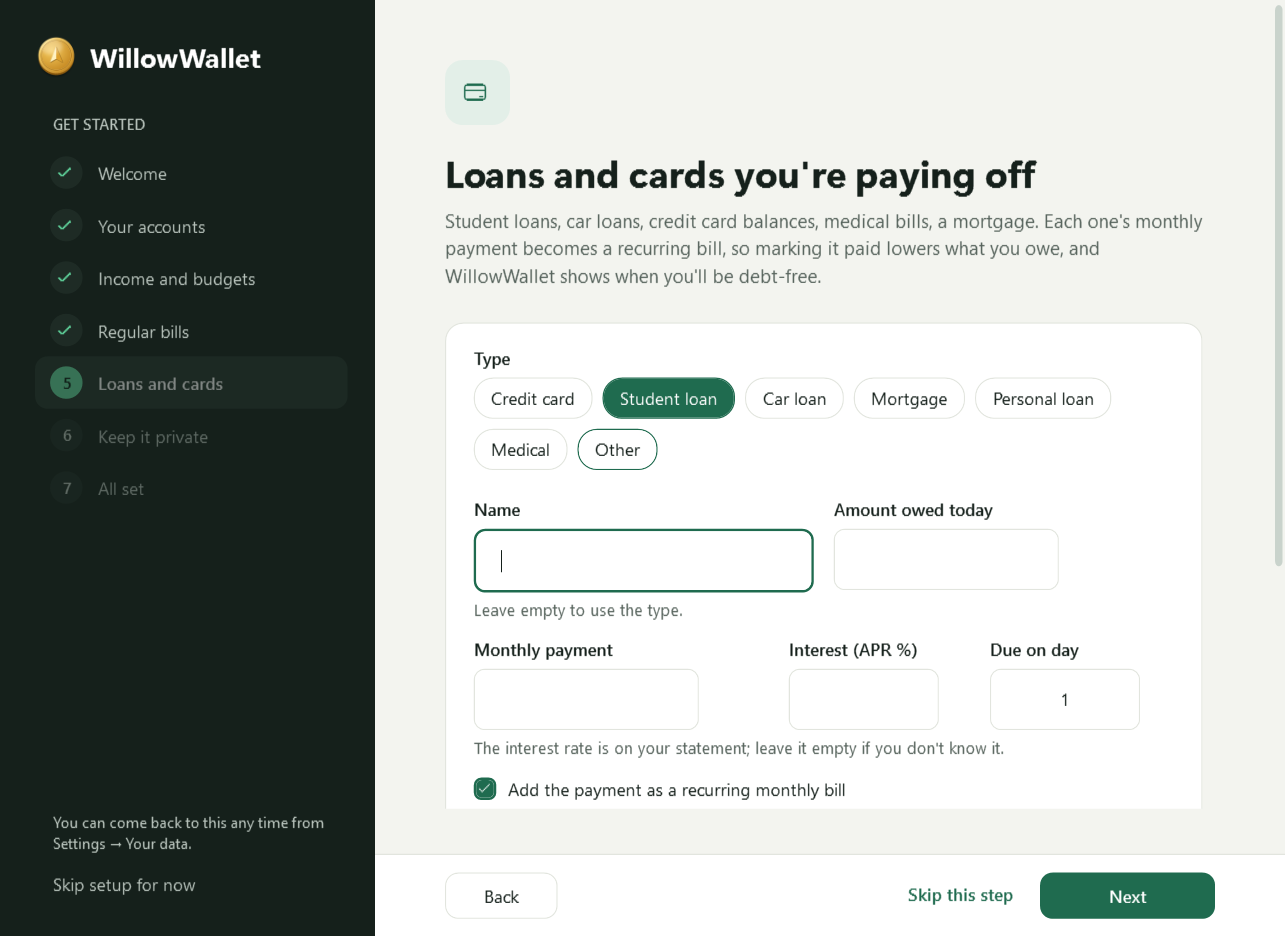 WillowWallet
GET STARTED
Welcome
Your accounts
Income and budgets
Regular bills
5 Loans and cards
6 Keep it private
7 All set
You can come back to this any time from
Settings → Your data.
Skip setup for now
Loans and cards you're paying off
Student loans, car loans, credit card balances, medical bills, a mortgage. Each one's monthly
payment becomes a recurring bill, so marking it paid lowers what you owe, and
WillowWallet shows when you'll be debt-free.
Type
Credit card Student loan Car loan Mortgage Personal loan
Medical Other
Name Amount owed today
Leave empty to use the type.
Monthly payment Interest (APR %) Due on day
1
The interest rate is on your statement; leave it empty if you don't know it.
Add the payment as a recurring monthly bill
Back Skip this step Next